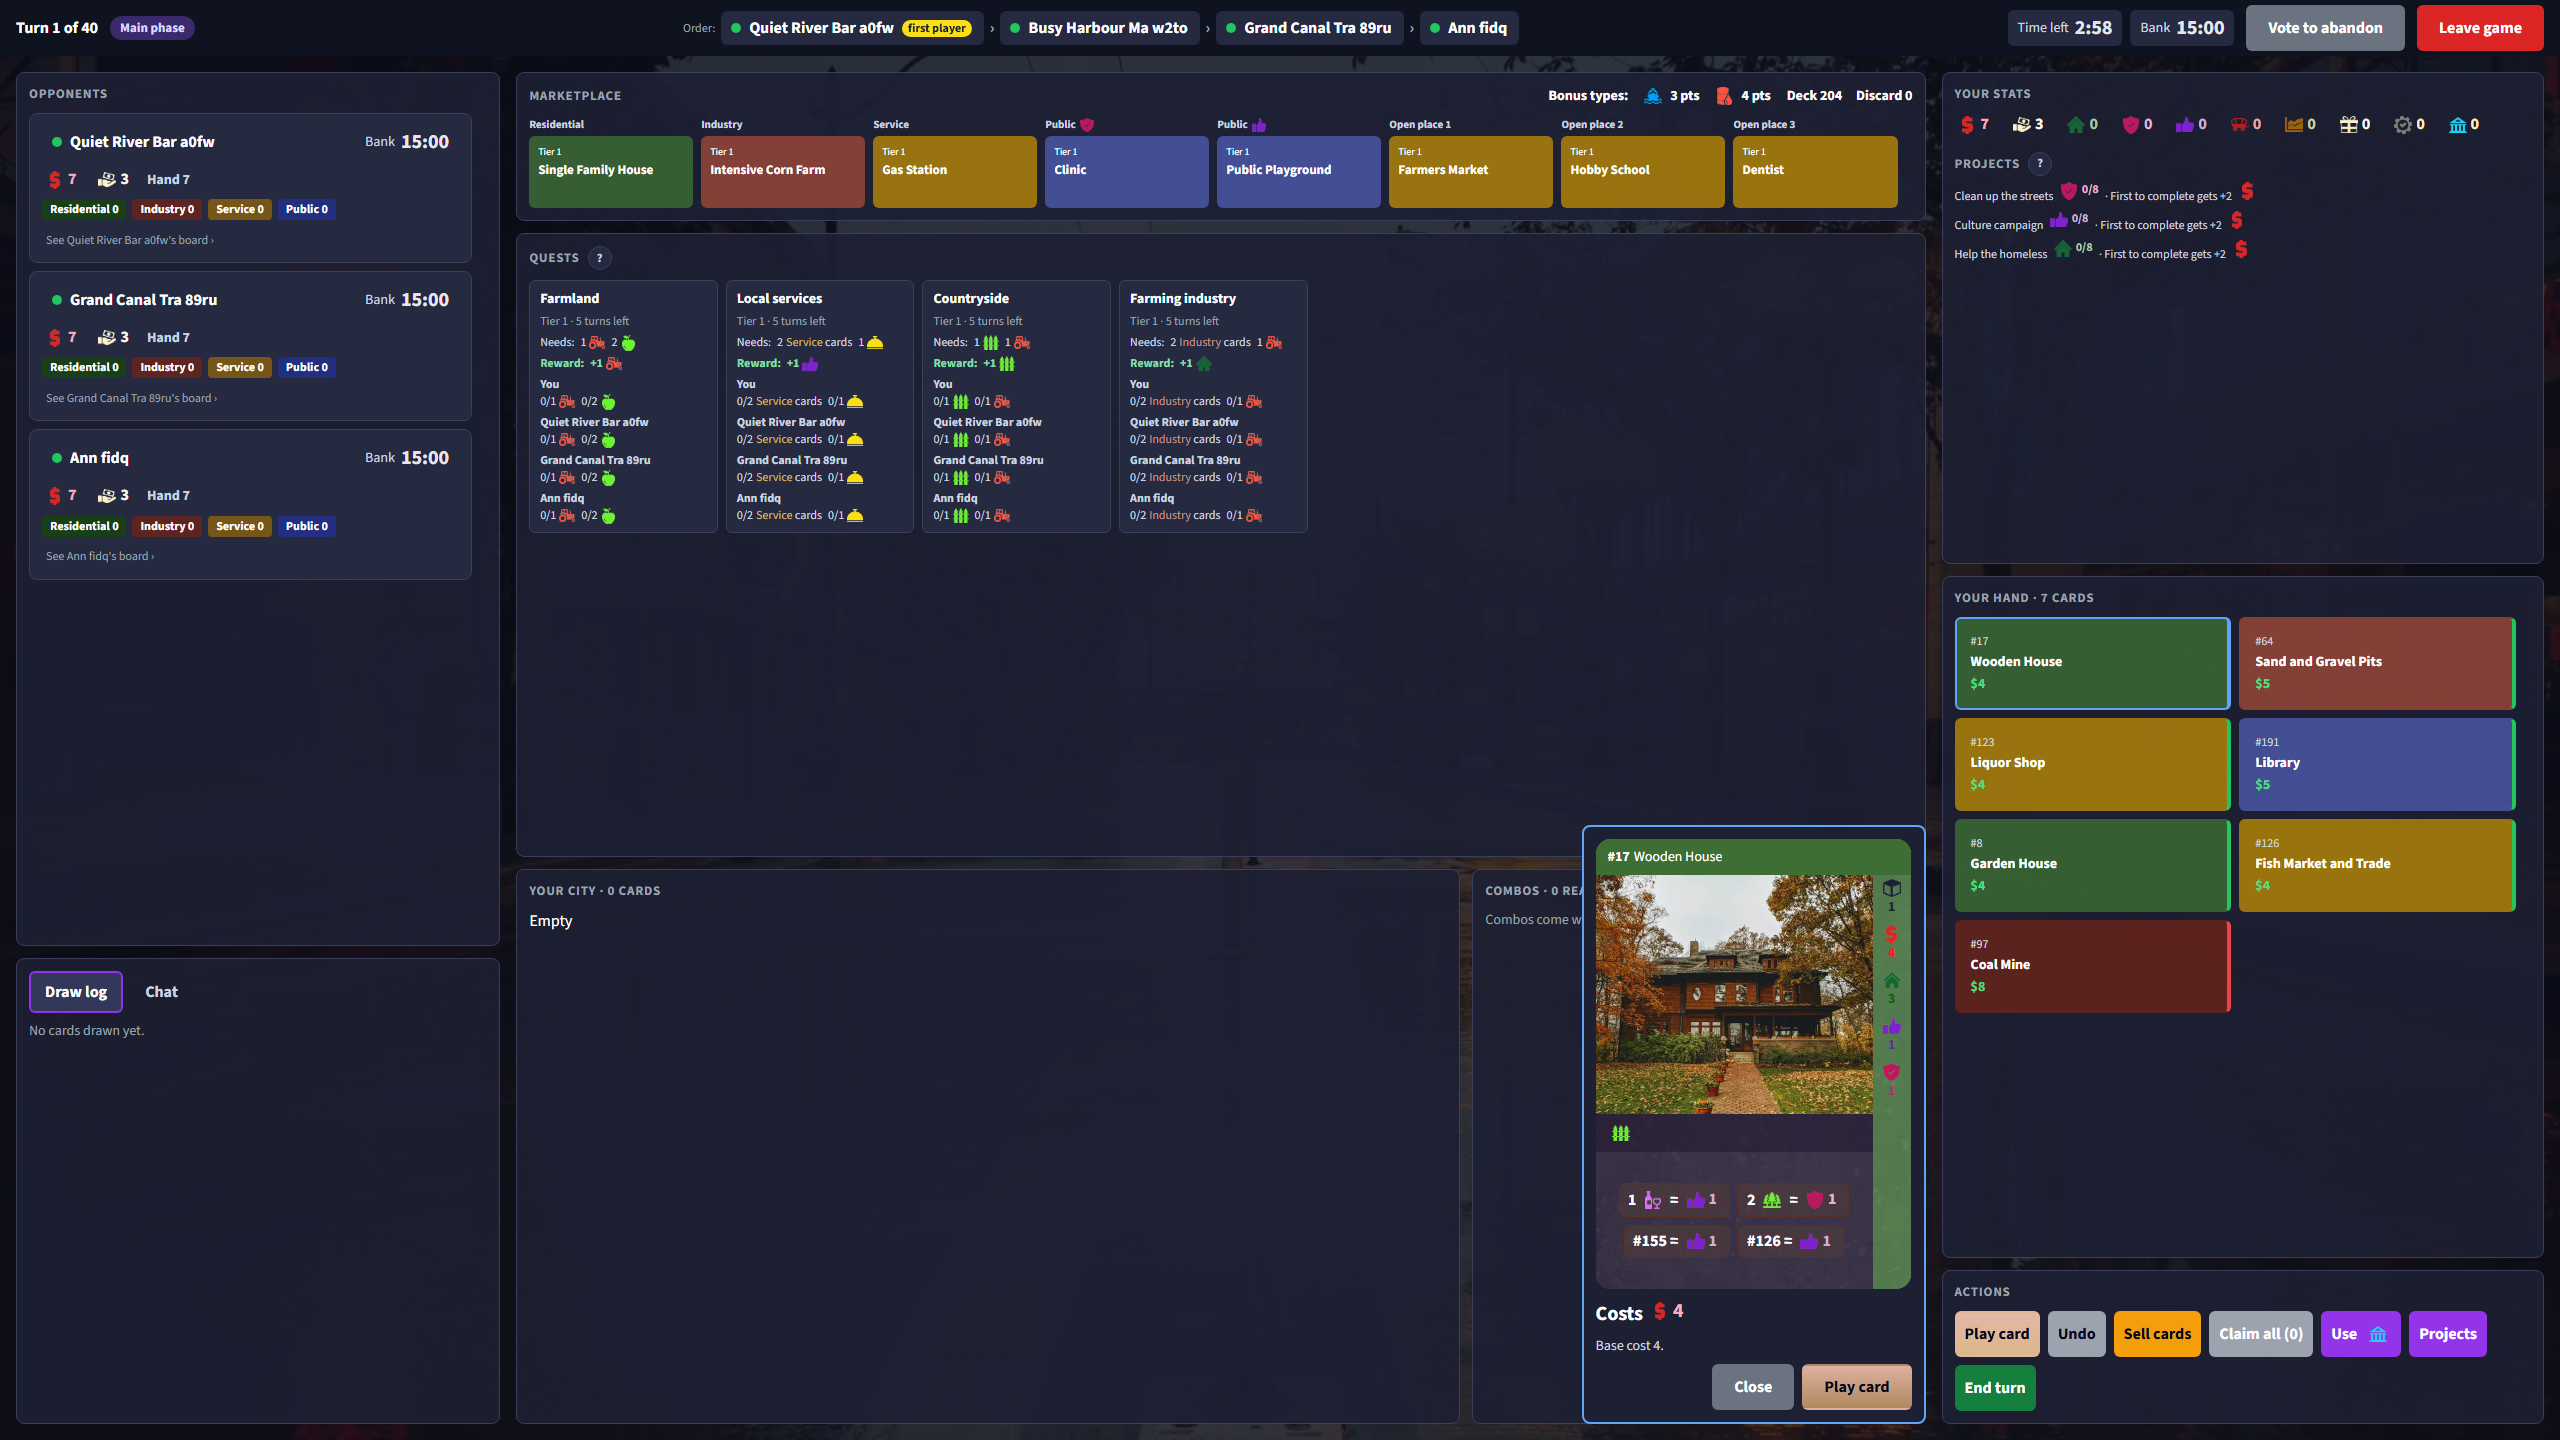 Turn 1 of 40 Main phase
Order: Quiet River Bar a0fw first player › Busy Harbour Ma w2to › Grand Canal Tra 89ru › Ann fidq
Time left 2:58 Bank 15:00 Vote to abandon Leave game
OPPONENTS
Quiet River Bar a0fw Bank 15:00
7 3 Hand 7
Residential 0 Industry 0 Service 0 Public 0
See Quiet River Bar a0fw's board ›
Grand Canal Tra 89ru Bank 15:00
7 3 Hand 7
Residential 0 Industry 0 Service 0 Public 0
See Grand Canal Tra 89ru's board ›
Ann fidq Bank 15:00
7 3 Hand 7
Residential 0 Industry 0 Service 0 Public 0
See Ann fidq's board ›
Draw log Chat
No cards drawn yet.
MARKETPLACE
Bonus types: 3 pts 4 pts Deck 204 Discard 0
Residential Industry Service Public Public Open place 1 Open place 2 Open place 3
Tier 1 Tier 1 Tier 1 Tier 1 Tier 1 Tier 1 Tier 1 Tier 1
Single Family House Intensive Corn Farm Gas Station Clinic Public Playground Farmers Market Hobby School Dentist
QUESTS ?
Farmland
Tier 1 · 5 turns left
Needs: 1 2
Reward: +1
You
0/1 0/2
Quiet River Bar a0fw
0/1 0/2
Grand Canal Tra 89ru
0/1 0/2
Ann fidq
0/1 0/2
Local services
Tier 1 · 5 turns left
Needs: 2 Service cards 1
Reward: +1
You
0/2 Service cards 0/1
Quiet River Bar a0fw
0/2 Service cards 0/1
Grand Canal Tra 89ru
0/2 Service cards 0/1
Ann fidq
0/2 Service cards 0/1
Countryside
Tier 1 · 5 turns left
Needs: 1 1
Reward: +1
You
0/1 0/1
Quiet River Bar a0fw
0/1 0/1
Grand Canal Tra 89ru
0/1 0/1
Ann fidq
0/1 0/1
Farming industry
Tier 1 · 5 turns left
Needs: 2 Industry cards 1
Reward: +1
You
0/2 Industry cards 0/1
Quiet River Bar a0fw
0/2 Industry cards 0/1
Grand Canal Tra 89ru
0/2 Industry cards 0/1
Ann fidq
0/2 Industry cards 0/1
YOUR CITY · 0 CARDS
Empty
COMBOS · 0 REA
Combos come w
#17 Wooden House
1
4
3
1
1
1 = 1 2 = 1
#155 = 1 #126 = 1
Costs $ 4
Base cost 4.
Close Play card
YOUR STATS
7 3 0 0 0 0 0 0 0 0
PROJECTS ?
Clean up the streets 0/8 · First to complete gets +2
Culture campaign 0/8 · First to complete gets +2
Help the homeless 0/8 · First to complete gets +2
YOUR HAND · 7 CARDS
#17
Wooden House
$4
#64
Sand and Gravel Pits
$5
#123
Liquor Shop
$4
#191
Library
$5
#8
Garden House
$4
#126
Fish Market and Trade
$4
#97
Coal Mine
$8
ACTIONS
Play card Undo Sell cards Claim all (0) Use Projects
End turn